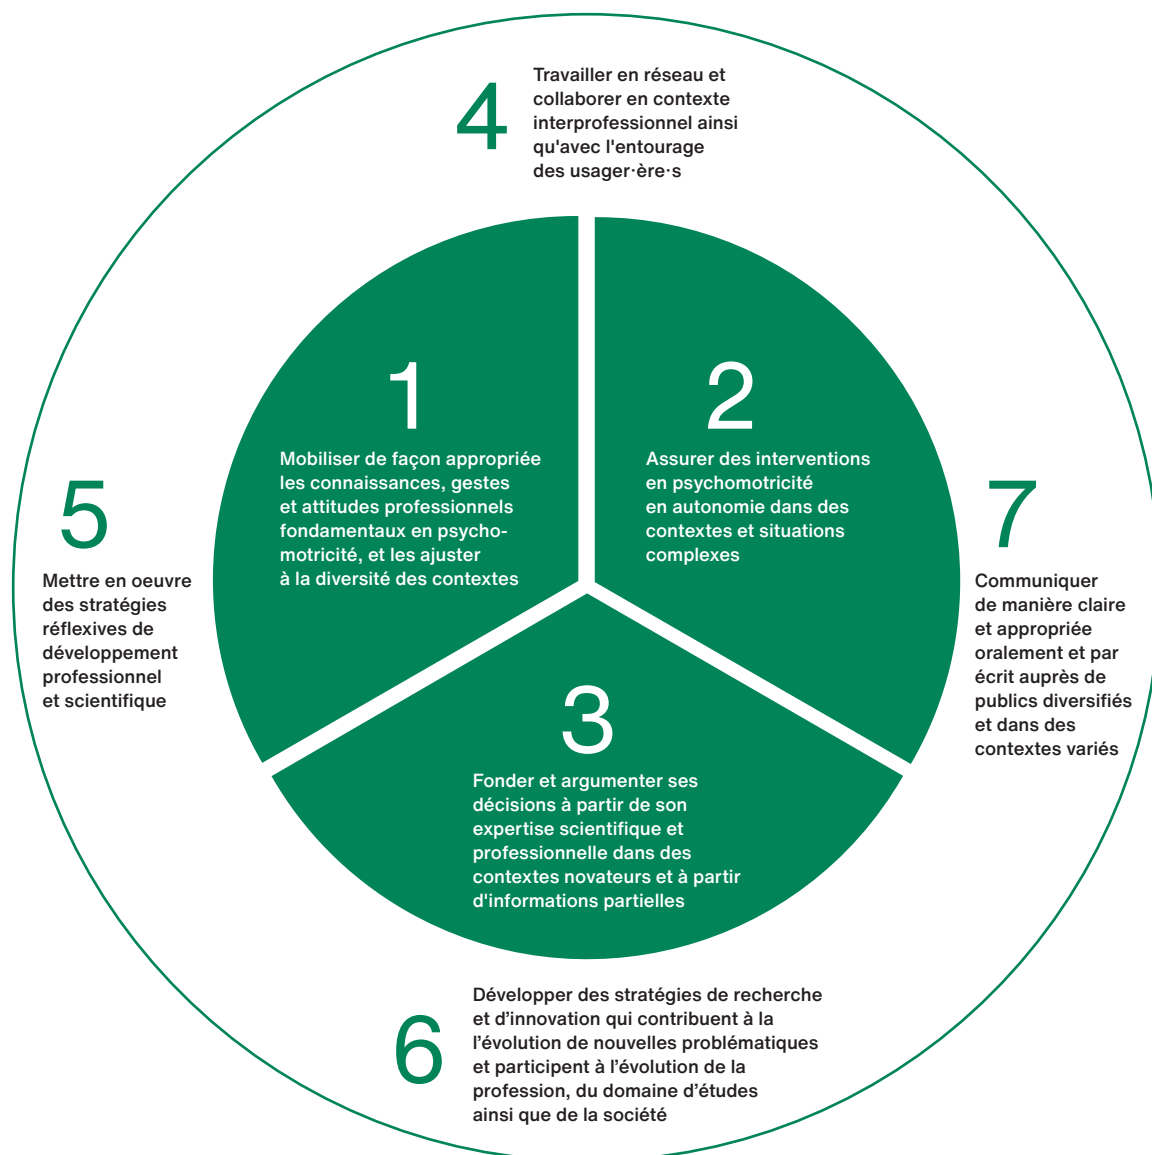 4
Travailler en réseau et
collaborer en contexte
interprofessionnel ainsi
qu'avec l'entourage
des usager·ère·s
1
Mobiliser de façon appropriée
les connaissances, gestes
et attitudes professionnels
fondamentaux en psycho-
motricité, et les ajuster
à la diversité des contextes
2
Assurer des interventions
en psychomotricité
en autonomie dans des
contextes et situations
complexes
5
Mettre en oeuvre
des stratégies
réflexives de
développement
professionnel
et scientifique
7
Communiquer
de manière claire
et appropriée
oralement et par
écrit auprès de
publics diversifiés
et dans des
contextes variés
3
Fonder et argumenter ses
décisions à partir de son
expertise scientifique et
professionnelle dans des
contextes novateurs et à partir
d'informations partielles
6
Développer des stratégies de recherche
et d’innovation qui contribuent à la
l’évolution de nouvelles problématiques
et participent à l’évolution de la
profession, du domaine d’études
ainsi que de la société